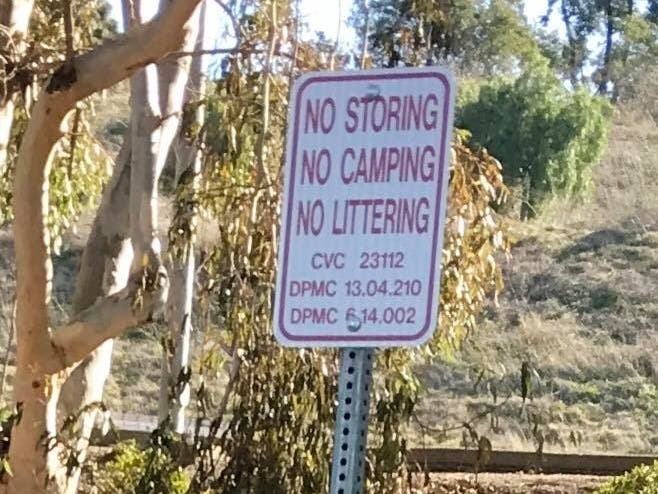 NO STORING
NO CAMPING
NO LITTERING
CVC 23112
DPMC 13.04.210
DPMC 6.14.002